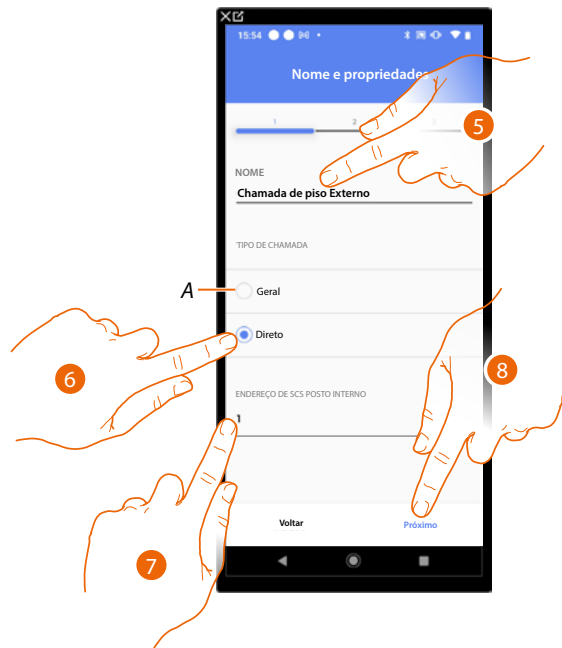 15:54
Nome e propriedades
1 2 3
5
NOME
Chamada de piso Externo
TIPO DE CHAMADA
A
Geral
Direto
6
8
ENDEREÇO DE SCS POSTO INTERNO
1
Voltar
Próximo
7